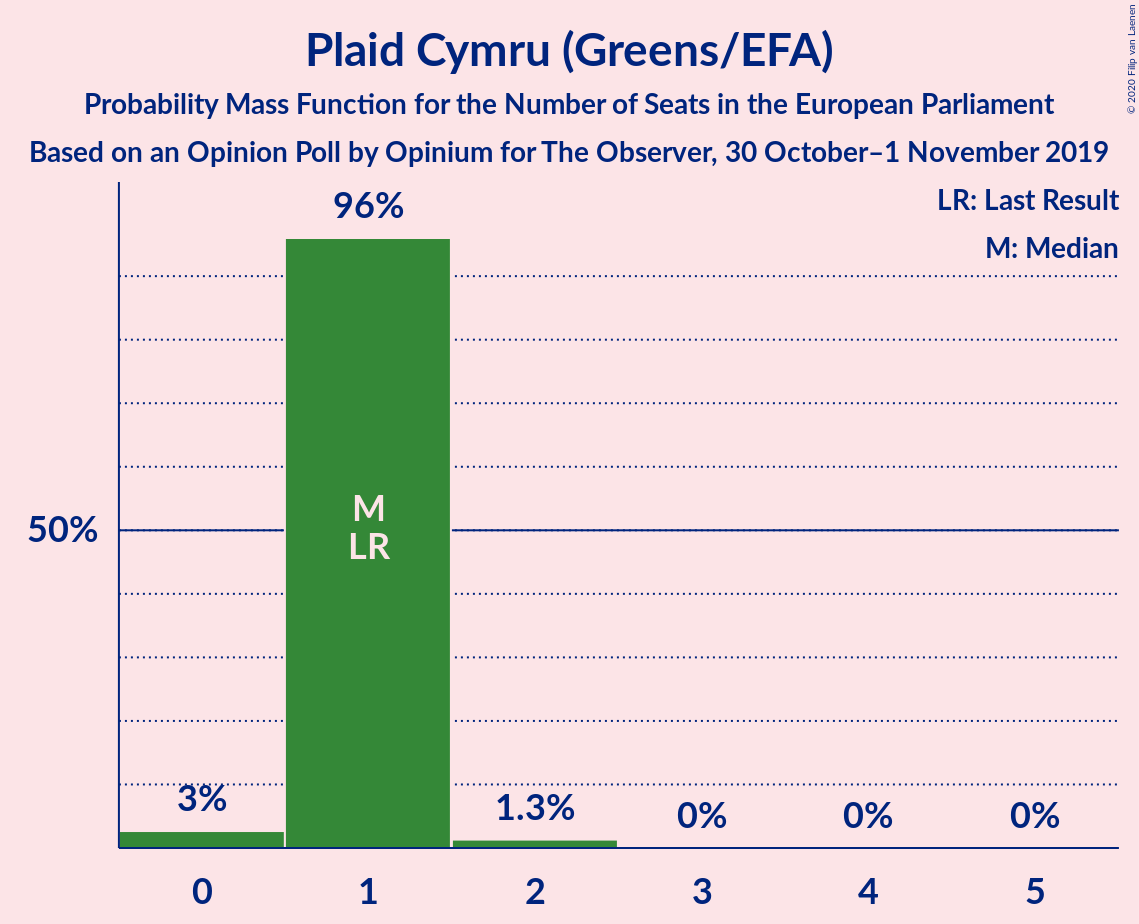 Plaid Cymru (Greens/EFA)
Probability Mass Function for the Number of Seats in the European Parliament
Based on an Opinion Poll by Opinium for The Observer, 30 October–1 November 2019
© 2020 Filip van Laenen
LR: Last Result
M: Median
96%
50%
M
LR
3%
1.3%
0%
0%
0%
0
1
2
3
4
5